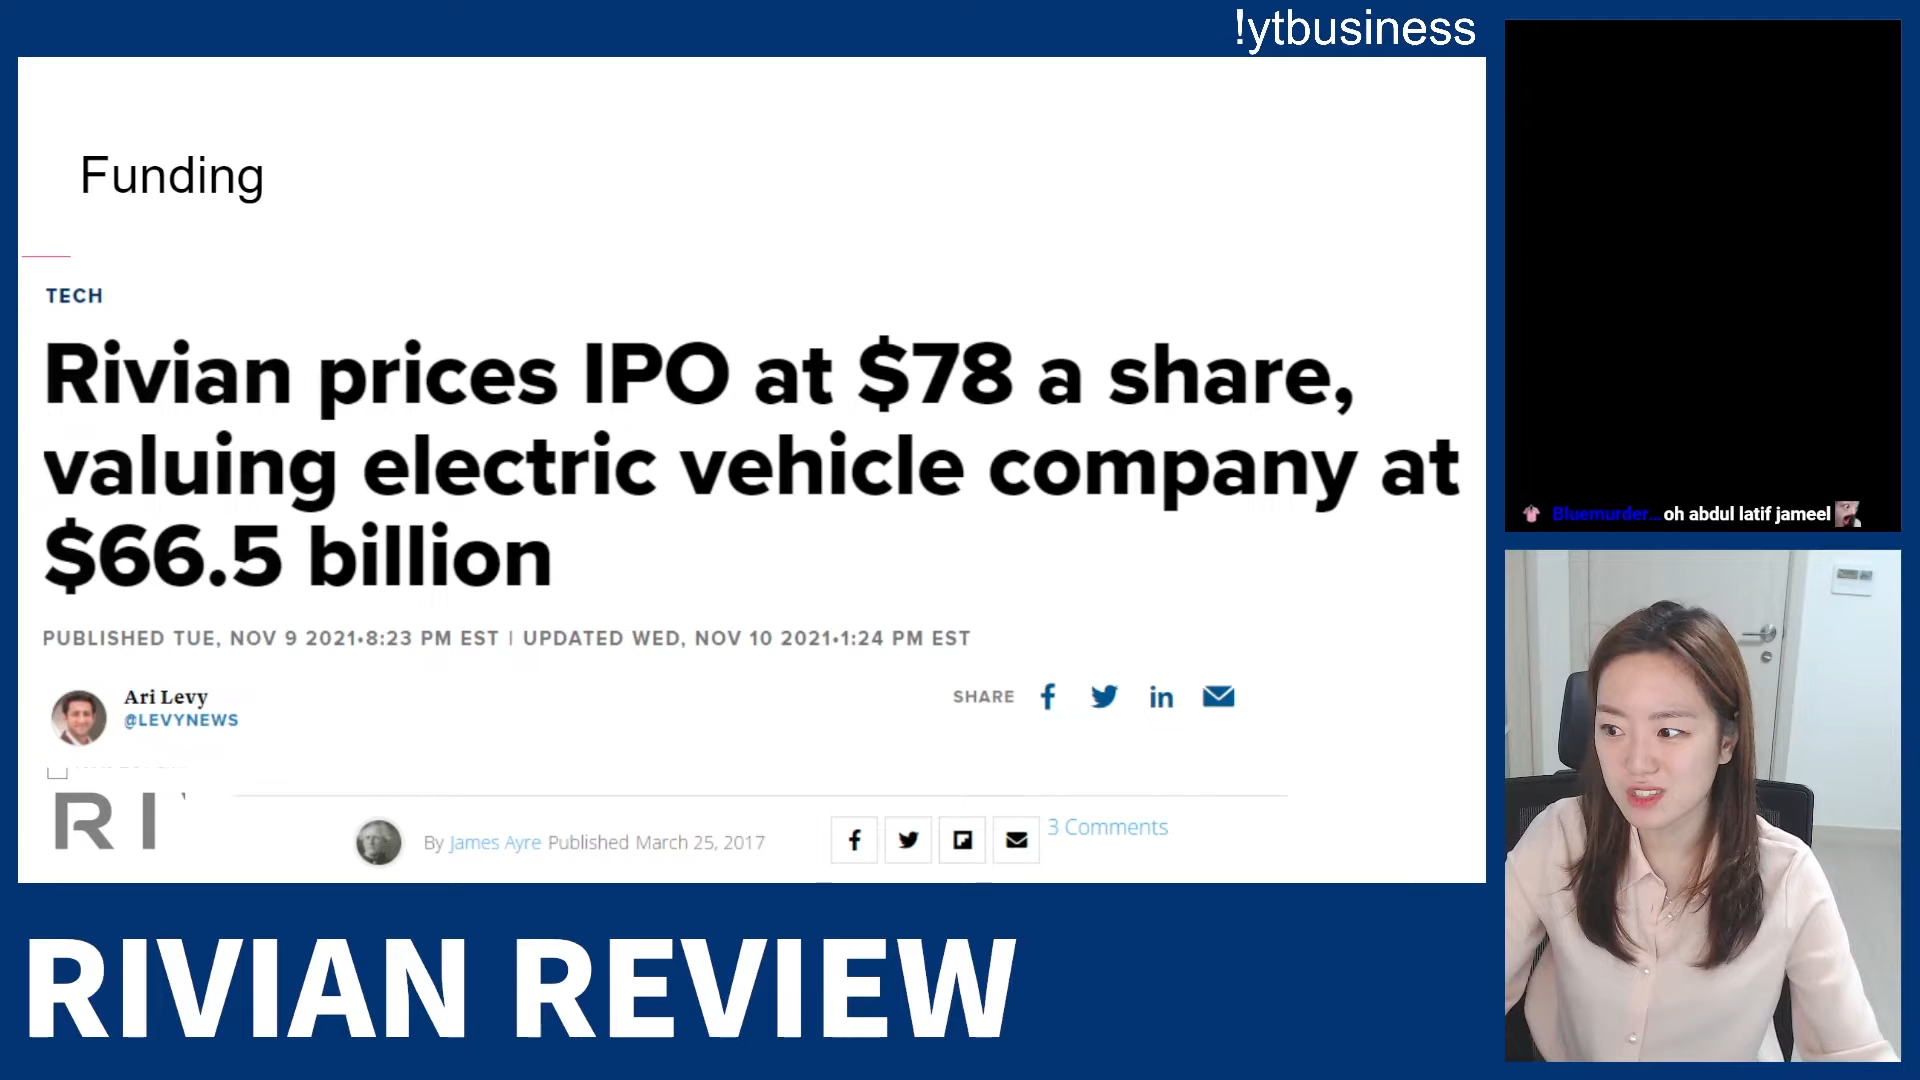 !ytbusiness
Funding
TECH
Rivian prices IPO at $78 a share,
valuing electric vehicle company at
$66.5 billion
PUBLISHED TUE, NOV 9 2021•8:23 PM EST | UPDATED WED, NOV 10 2021•1:24 PM EST
Ari Levy
@LEVYNEWS
SHARE
R I
By James Ayre Published March 25, 2017
3 Comments
Bluemurder... oh abdul latif jameel
RIVIAN REVIEW